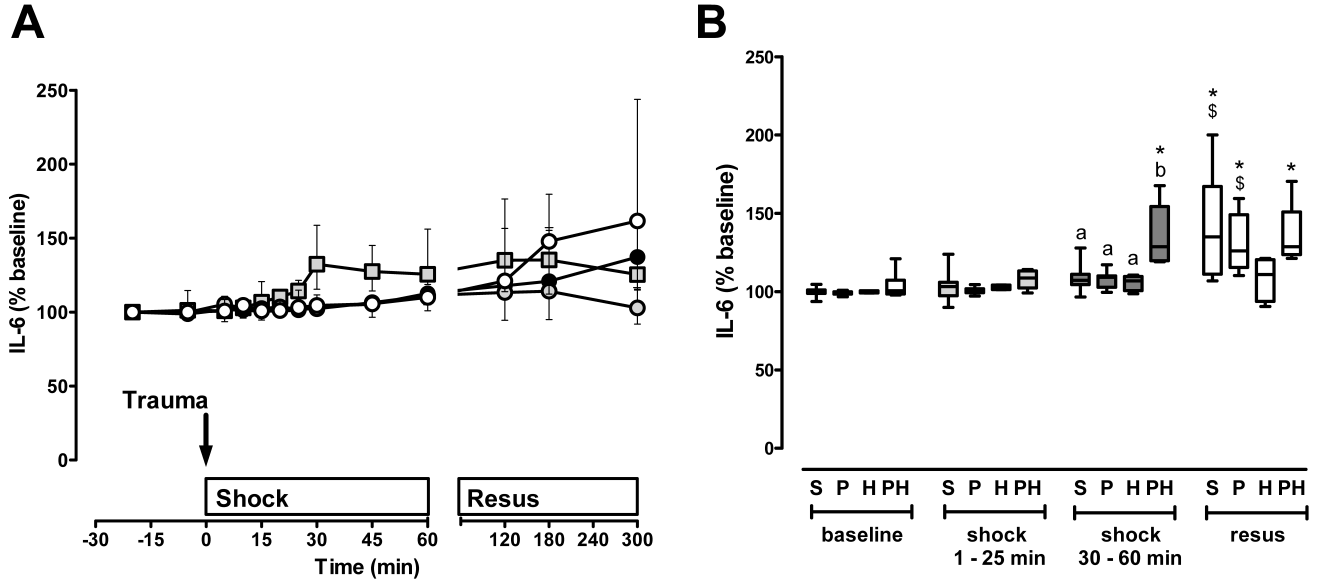 A
IL-6 (% baseline)
250
200
150
100
50
0
Trauma
Shock
Resus
-30 -15 0 15 30 45 60 120 180 240 300
Time (min)
B
IL-6 (% baseline)
250
200
150
100
50
0
a
a
a
*
b
*
$
*
$
*
S P H PH S P H PH S P H PH S P H PH
baseline
shock
1 - 25 min
shock
30 - 60 min
resus